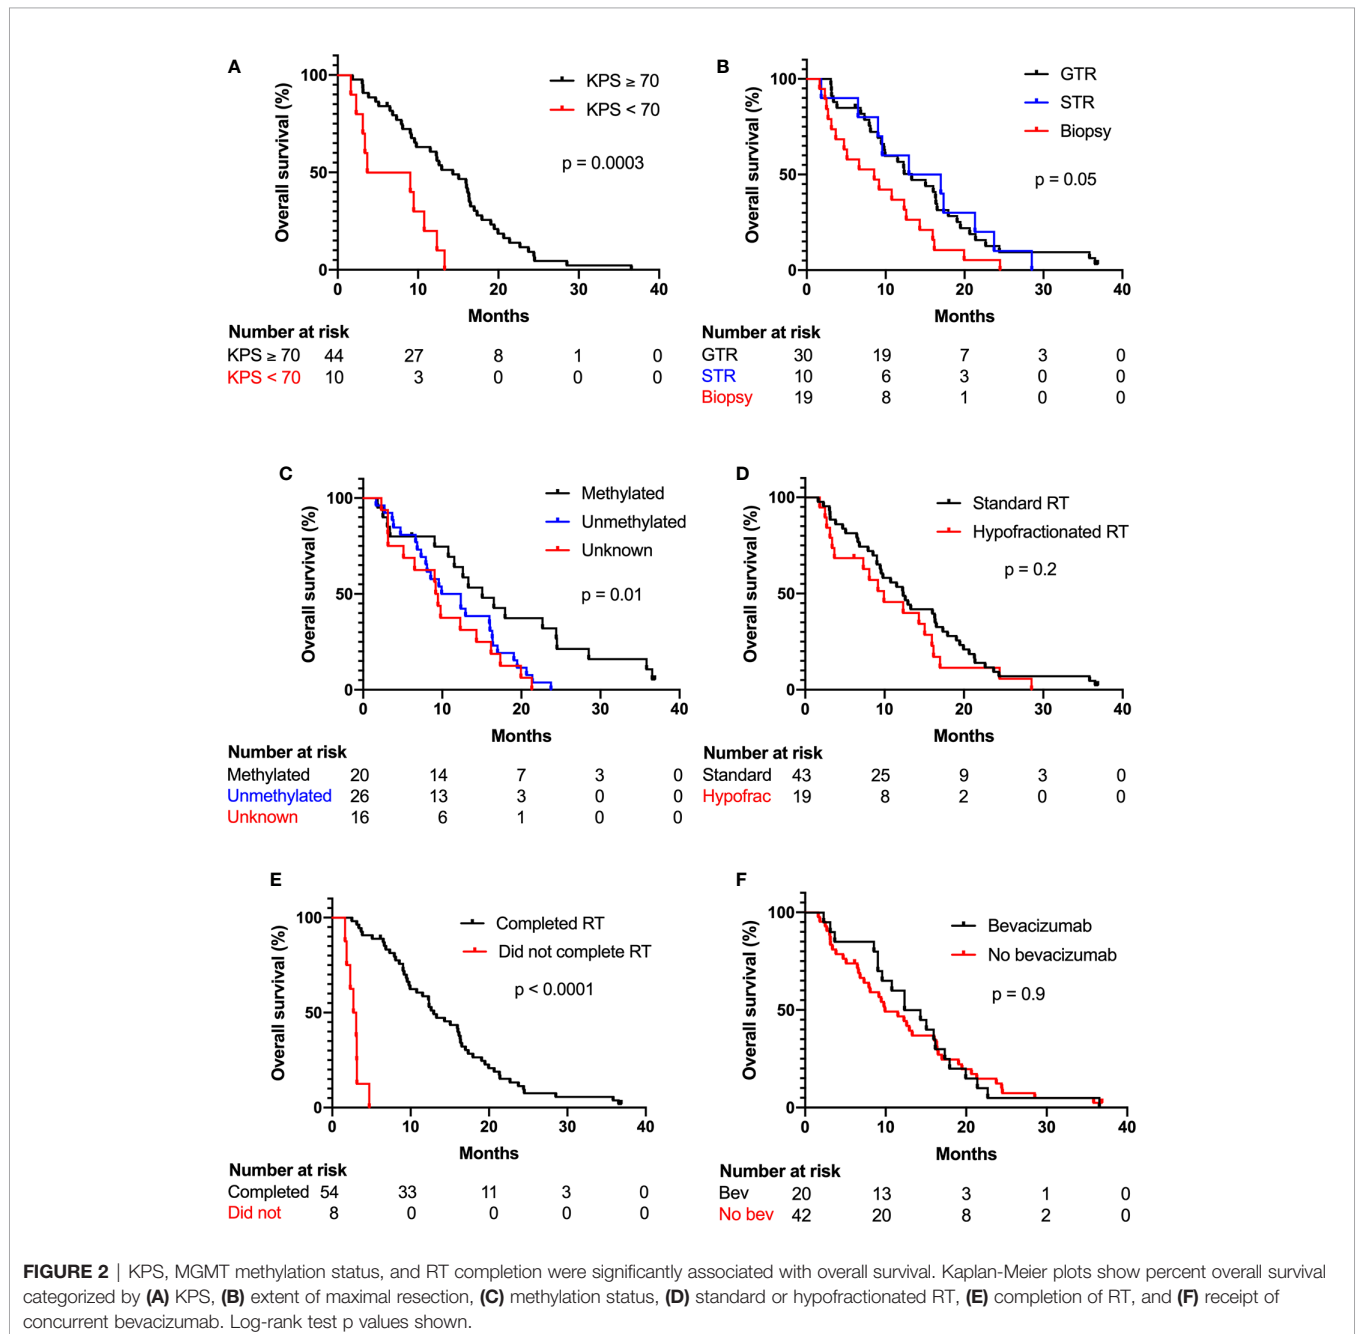 A
Overall survival (%)
100
50
0
0 10 20 30 40
Months
KPS ≥ 70
KPS < 70
p = 0.0003
Number at risk
KPS ≥ 70 44 27 8 1 0
KPS < 70 10 3 0 0 0
B
Overall survival (%)
100
50
0
0 10 20 30 40
Months
GTR
STR
Biopsy
p = 0.05
Number at risk
GTR 30 19 7 3 0
STR 10 6 3 0 0
Biopsy 19 8 1 0 0
C
Overall survival (%)
100
50
0
0 10 20 30 40
Months
Methylated
Unmethylated
Unknown
p = 0.01
Number at risk
Methylated 20 14 7 3 0
Unmethylated 26 13 3 0 0
Unknown 16 6 1 0 0
D
Overall survival (%)
100
50
0
0 10 20 30 40
Months
Standard RT
Hypofractionated RT
p = 0.2
Number at risk
Standard 43 25 9 3 0
Hypofrac 19 8 2 0 0
E
Overall survival (%)
100
50
0
0 10 20 30 40
Months
Completed RT
Did not complete RT
p < 0.0001
Number at risk
Completed 54 33 11 3 0
Did not 8 0 0 0 0
F
Overall survival (%)
100
50
0
0 10 20 30 40
Months
Bevacizumab
No bevacizumab
p = 0.9
Number at risk
Bev 20 13 3 1 0
No bev 42 20 8 2 0
FIGURE 2 | KPS, MGMT methylation status, and RT completion were significantly associated with overall survival. Kaplan-Meier plots show percent overall survival
categorized by (A) KPS, (B) extent of maximal resection, (C) methylation status, (D) standard or hypofractionated RT, (E) completion of RT, and (F) receipt of
concurrent bevacizumab. Log-rank test p values shown.